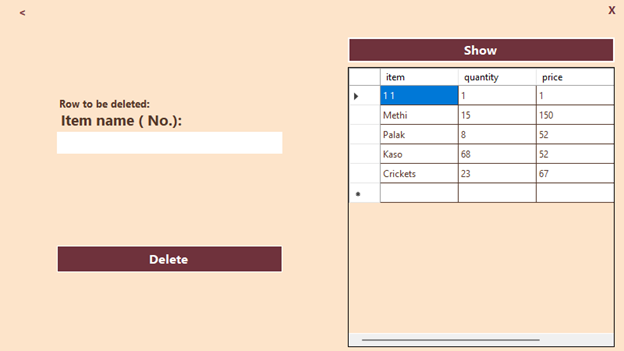 <
X
Show
Row to be deleted:
Item name ( No.):
Delete
item quantity price
1 1 1 1
Methi 15 150
Palak 8 52
Kaso 68 52
Crickets 23 67